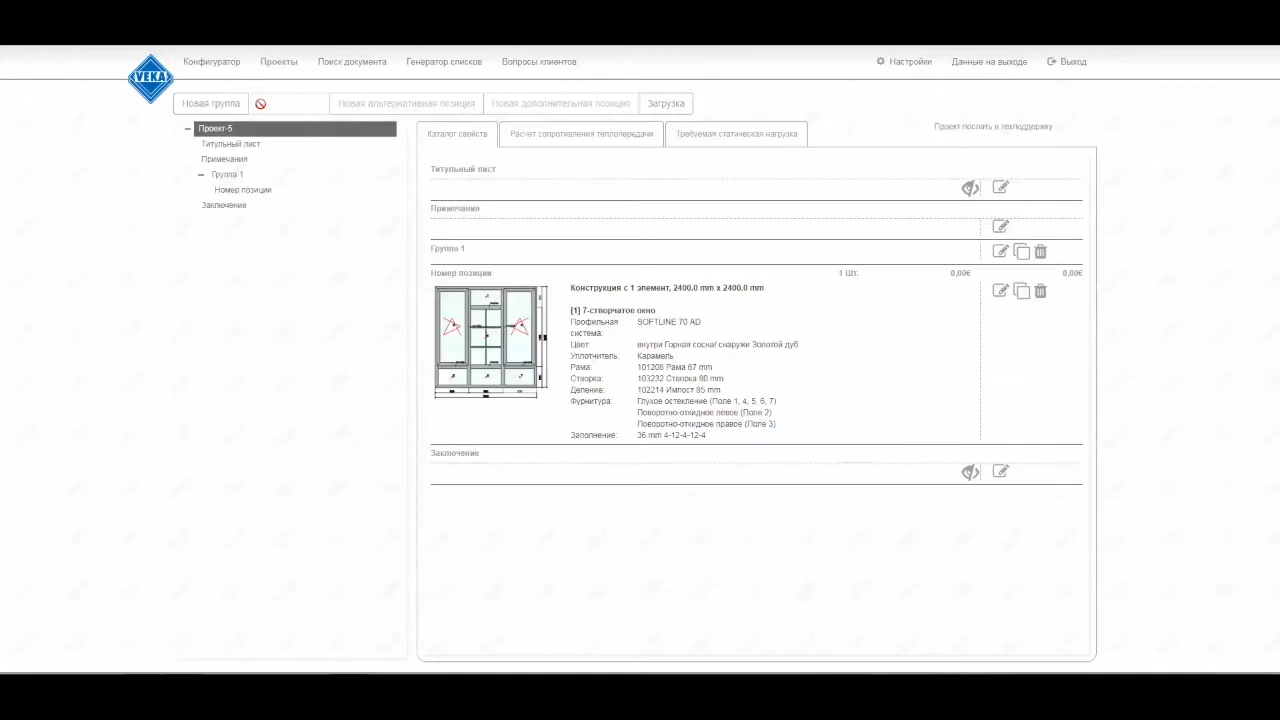 VEKA
Конфигуратор Проекты Поиск документа Генератор списков Вопросы клиентов Настройки Данные на выходе Выход
Новая группа Новая альтернативная позиция Новая дополнительная позиция Загрузка
Проект-5
Титульный лист
Примечания
Группа 1
Номер позиции
Заключение
Каталог свойств Расчет сопротивления теплопередачи Требуемая статическая нагрузка Проект послать в техподдержку
Титульный лист
Примечания
Группа 1
Номер позиции 1 Шт. 0,00€ 0,00€
Конструкция с 1 элемент, 2400.0 mm x 2400.0 mm
[1] 7-створчатое окно
Профильная система: SOFTLINE 70 AD
Цвет: внутри Горная сосна/ снаружи Золотой дуб
Уплотнитель: Карамель
Рама: 101208 Рама 67 mm
Створка: 103232 Створка 80 mm
Деление: 102214 Импост 85 mm
Фурнитура: Глухое остекление (Поле 1, 4, 5, 6, 7)
Поворотно-откидное левое (Поле 2)
Поворотно-откидное правое (Поле 3)
Заполнение: 36 mm 4-12-4-12-4
Заключение